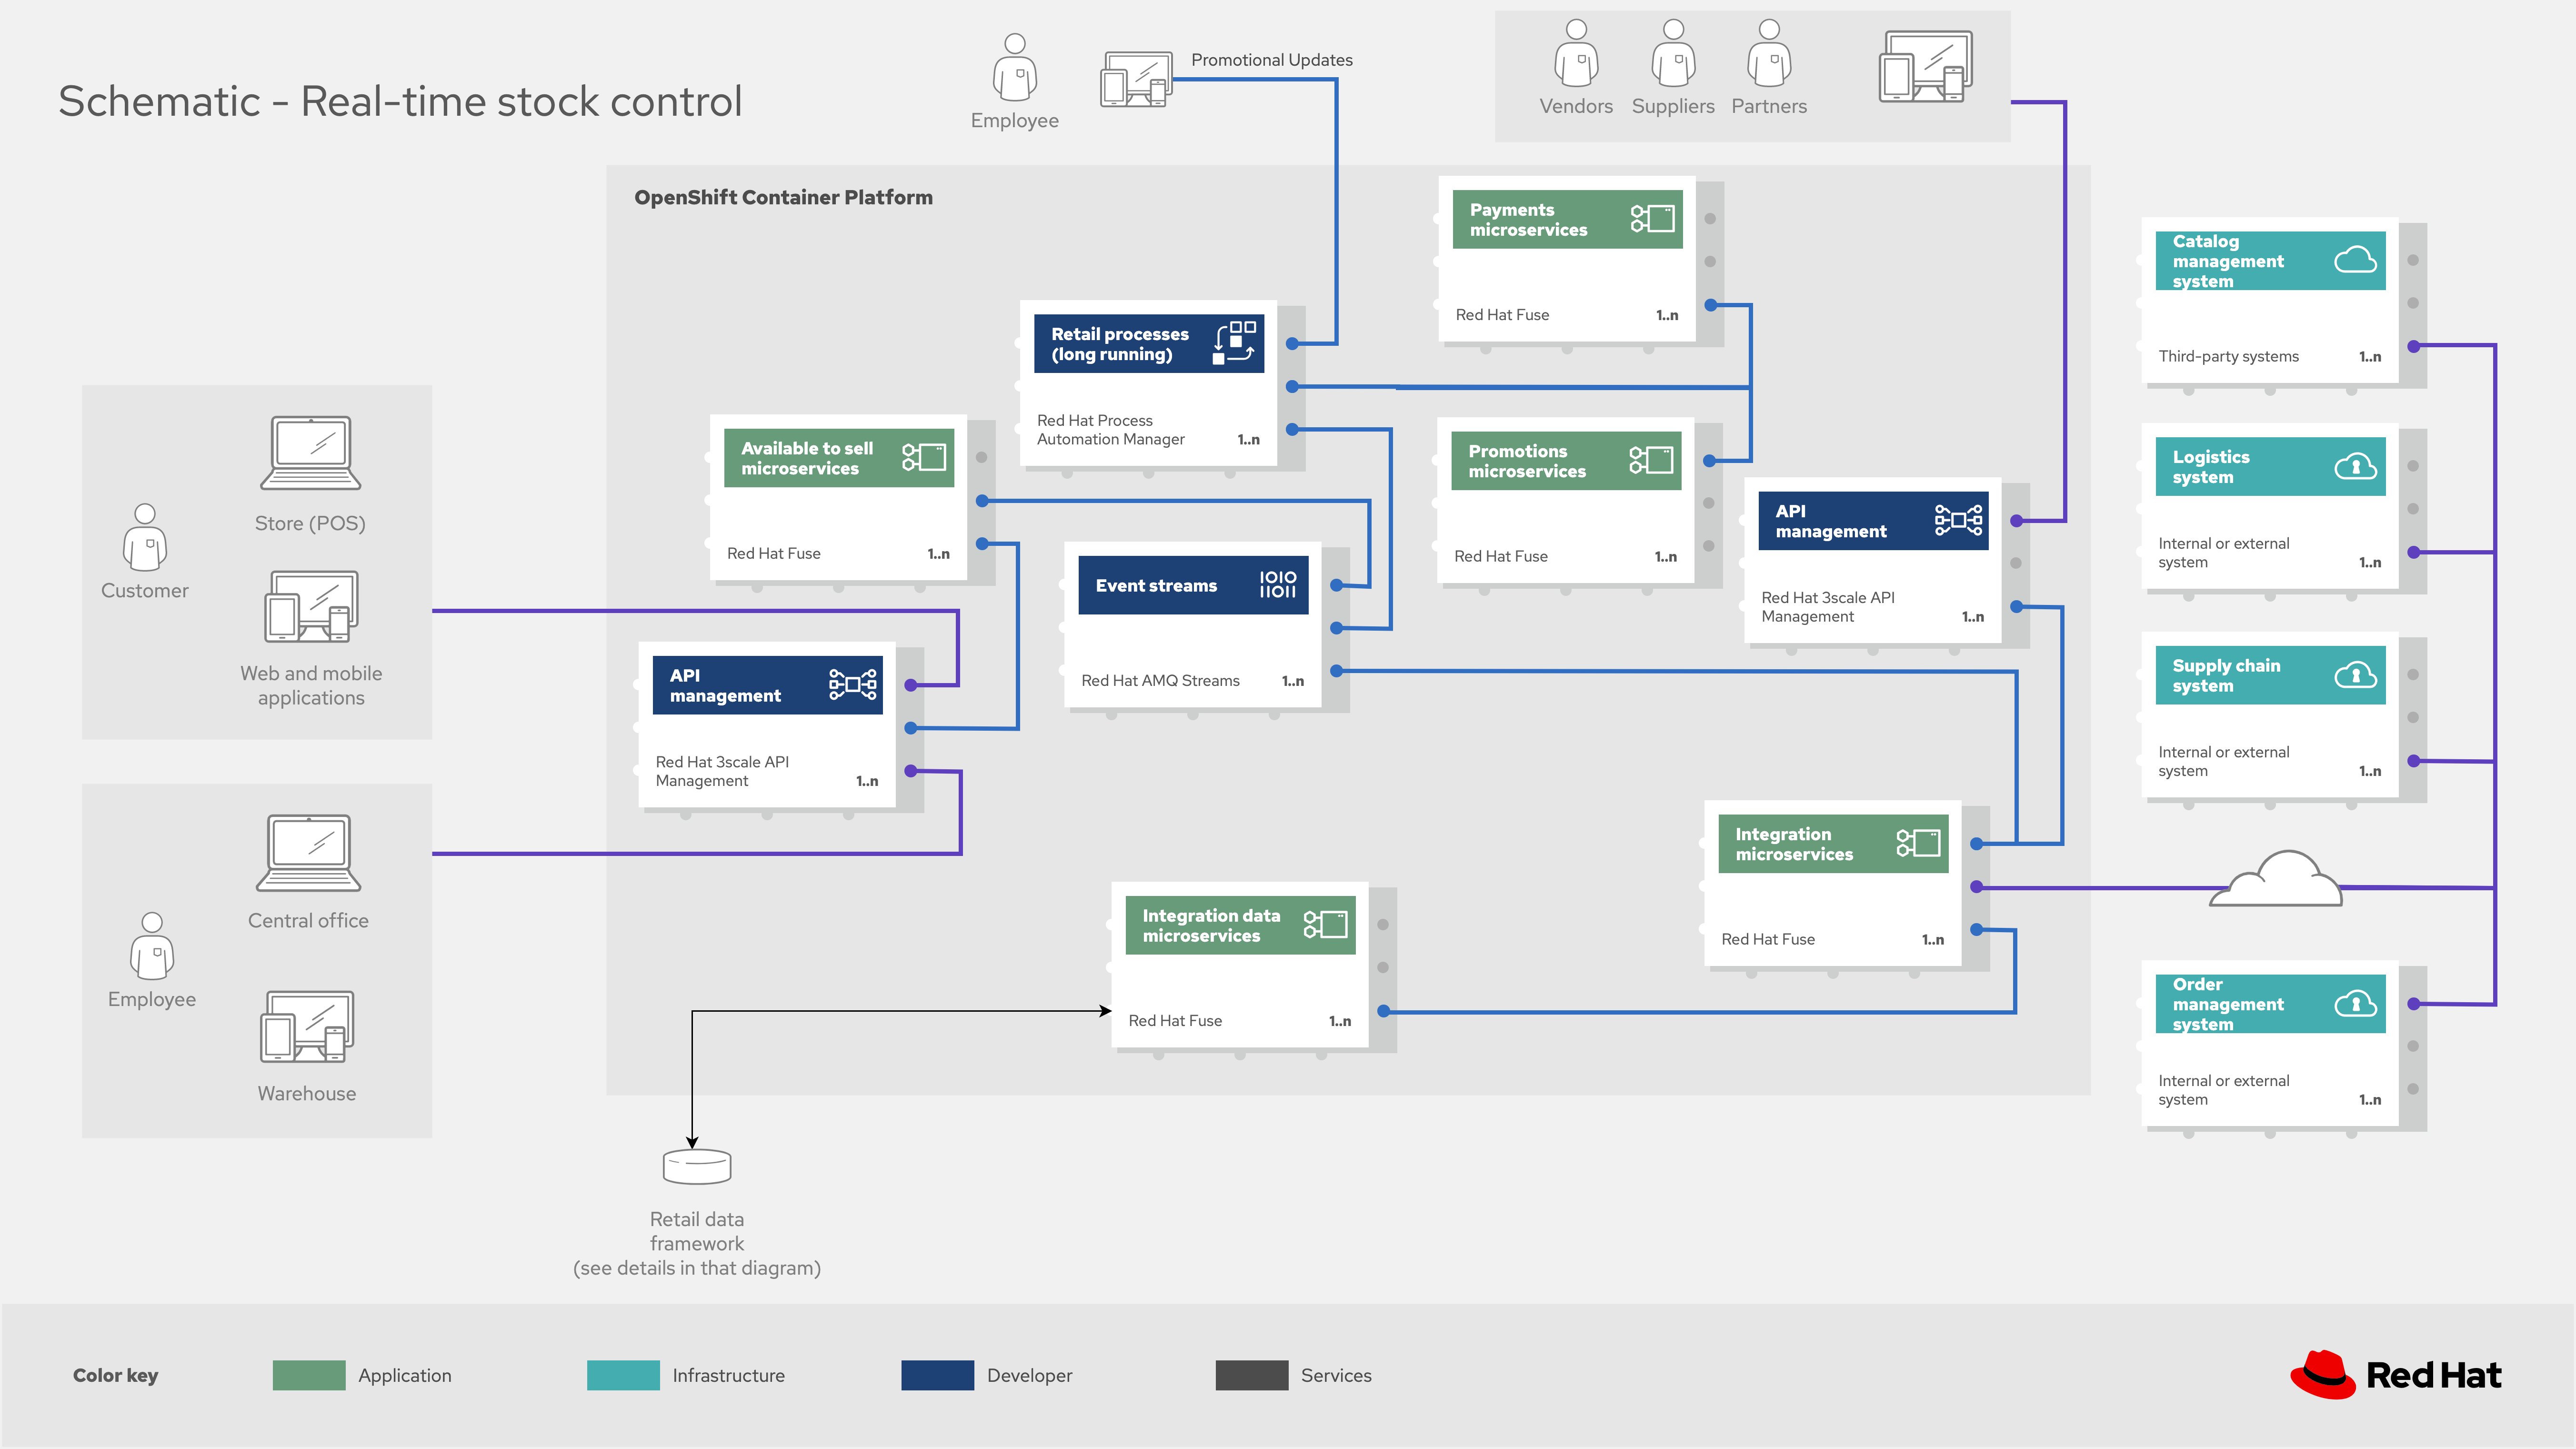 Schematic - Real-time stock control
Employee
Promotional Updates
Vendors
Suppliers
Partners
OpenShift Container Platform
Payments
microservices
Red Hat Fuse
1..n
Retail processes
(long running)
Red Hat Process
Automation Manager
1..n
Available to sell
microservices
Red Hat Fuse
1..n
Promotions
microservices
Red Hat Fuse
1..n
API
management
Red Hat 3scale API
Management
1..n
Event streams
IOIO
IIOII
Red Hat AMQ Streams
1..n
API
management
Red Hat 3scale API
Management
1..n
Integration
microservices
Red Hat Fuse
1..n
Integration data
microservices
Red Hat Fuse
1..n
Catalog
management
system
Third-party systems
1..n
Logistics
system
Internal or external
system
1..n
Supply chain
system
Internal or external
system
1..n
Order
management
system
Internal or external
system
1..n
Customer
Store (POS)
Web and mobile
applications
Employee
Central office
Warehouse
Retail data
framework
(see details in that diagram)
Color key
Application
Infrastructure
Developer
Services
Red Hat